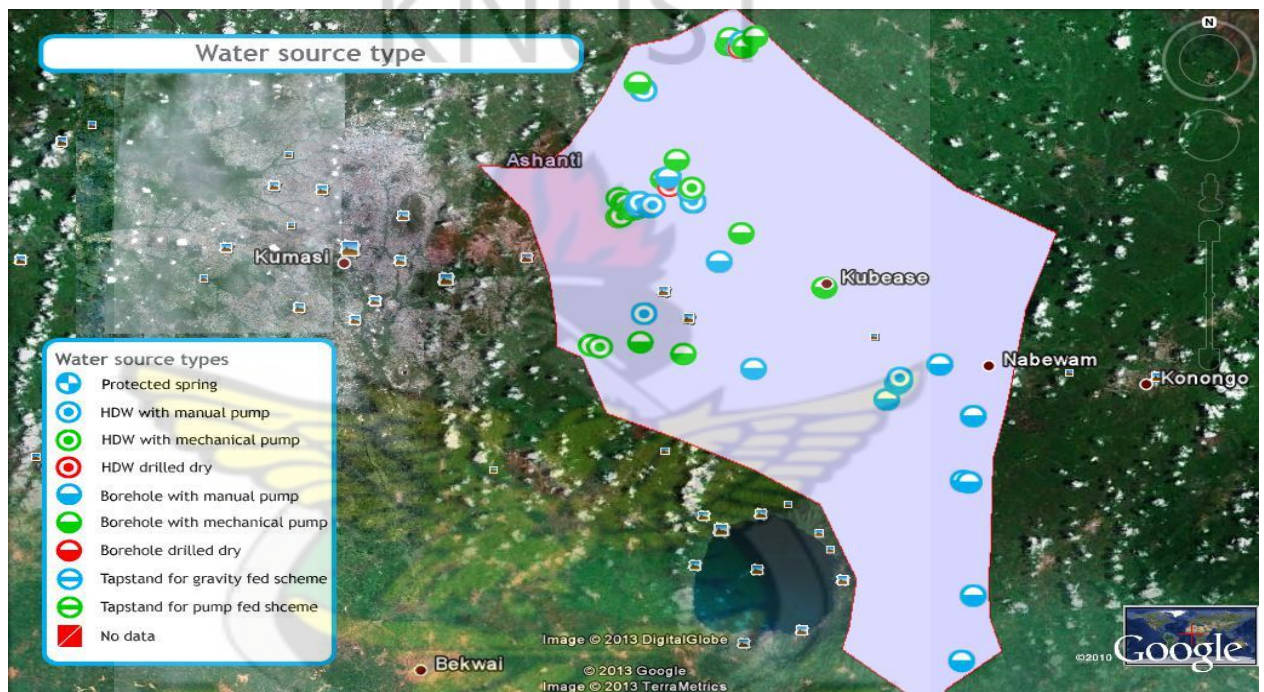 KNUST
N
Water source type
Ashanti
Kumasi
Kubease
Nabewam
Konongo
Water source types
Protected spring
HDW with manual pump
HDW with mechanical pump
HDW drilled dry
Borehole with manual pump
Borehole with mechanical pump
Borehole drilled dry
Tapstand for gravity fed scheme
Tapstand for pump fed shceme
No data
Bekwai
Image © 2013 DigitalGlobe
© 2013 Google
Image © 2013 TerraMetrics
©2010 Google